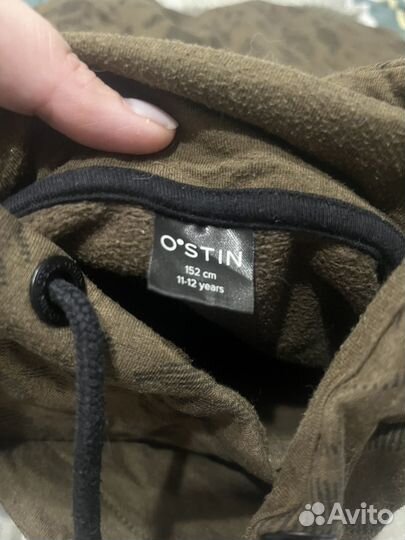 O'STIN
152 cm
11-12 years
Avito